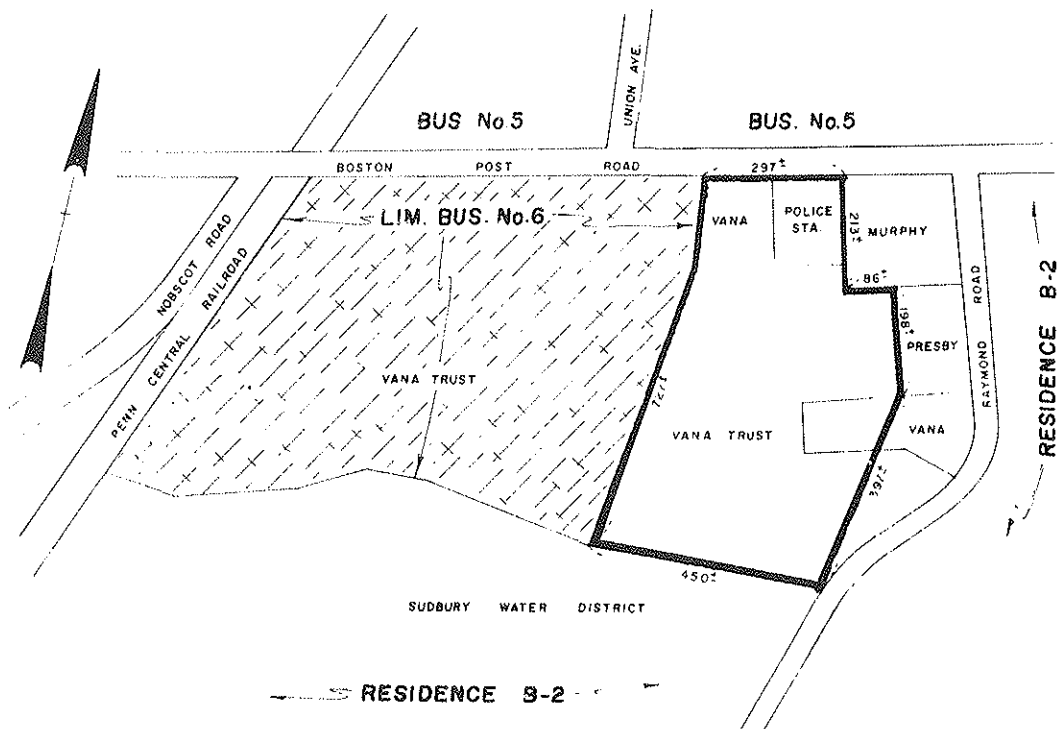 UNION AVE.
BUS No.5
BUS. No.5
BOSTON POST ROAD
297±
LIM. BUS. No.6
VANA
POLICE
STA.
213±
MURPHY
NOBSCOT ROAD
PENN CENTRAL RAILROAD
86±
198±
PRESBY
RAYMOND ROAD
RESIDENCE B-2
VANA TRUST
727±
VANA TRUST
VANA
397±
450±
SUDBURY WATER DISTRICT
RESIDENCE B-2